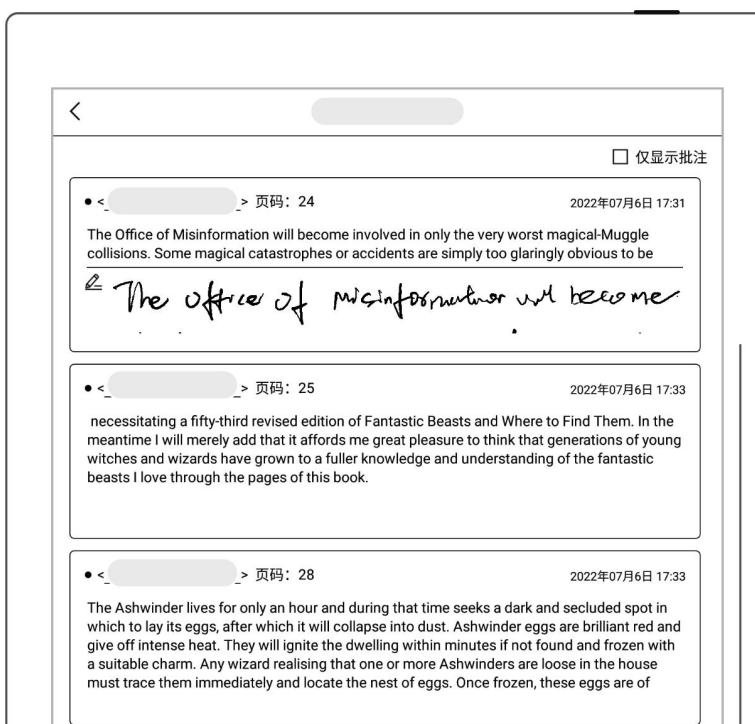 仅显示批注
<_ _> 页码：24 2022年07月6日 17:31
The Office of Misinformation will become involved in only the very worst magical-Muggle
collisions. Some magical catastrophes or accidents are simply too glaringly obvious to be
The office of misinformation will become
<_ _> 页码：25 2022年07月6日 17:33
necessitating a fifty-third revised edition of Fantastic Beasts and Where to Find Them. In the
meantime I will merely add that it affords me great pleasure to think that generations of young
witches and wizards have grown to a fuller knowledge and understanding of the fantastic
beasts I love through the pages of this book.
<_ _> 页码：28 2022年07月6日 17:33
The Ashwinder lives for only an hour and during that time seeks a dark and secluded spot in
which to lay its eggs, after which it will collapse into dust. Ashwinder eggs are brilliant red and
give off intense heat. They will ignite the dwelling within minutes if not found and frozen with
a suitable charm. Any wizard realising that one or more Ashwinders are loose in the house
must trace them immediately and locate the nest of eggs. Once frozen, these eggs are of